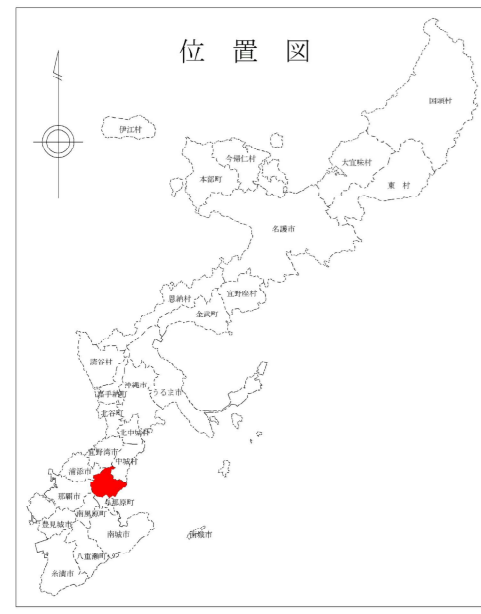 位置図
国頭村
伊江村
今帰仁村
大宜味村
本部町
東村
名護市
恩納村
宜野座村
金武町
読谷村
沖縄市
うるま市
嘉手納町
北谷町
北中城村
宜野湾市
中城村
浦添市
那覇市
与那原町
南風原町
豊見城市
南城市
南城市
八重瀬町
糸満市